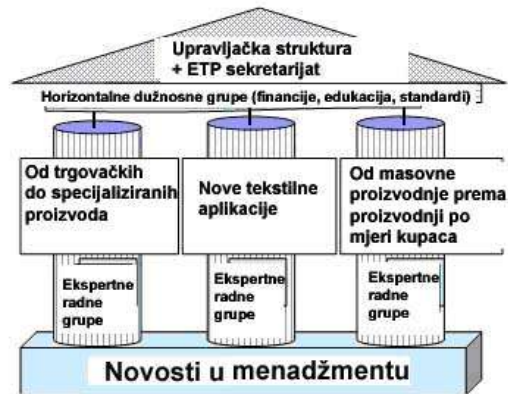 Upravljačka struktura
+ ETP sekretarijat
Horizontalne dužnosne grupe (financije, edukacija, standardi)
Od trgovačkih
do specijaliziranih
proizvoda
Nove tekstilne
aplikacije
Od masovne
proizvodnje prema
proizvodnji po
mjeri kupaca
Ekspertne
radne
grupe
Ekspertne
radne
grupe
Ekspertne
radne
grupe
Novosti u menadžmentu